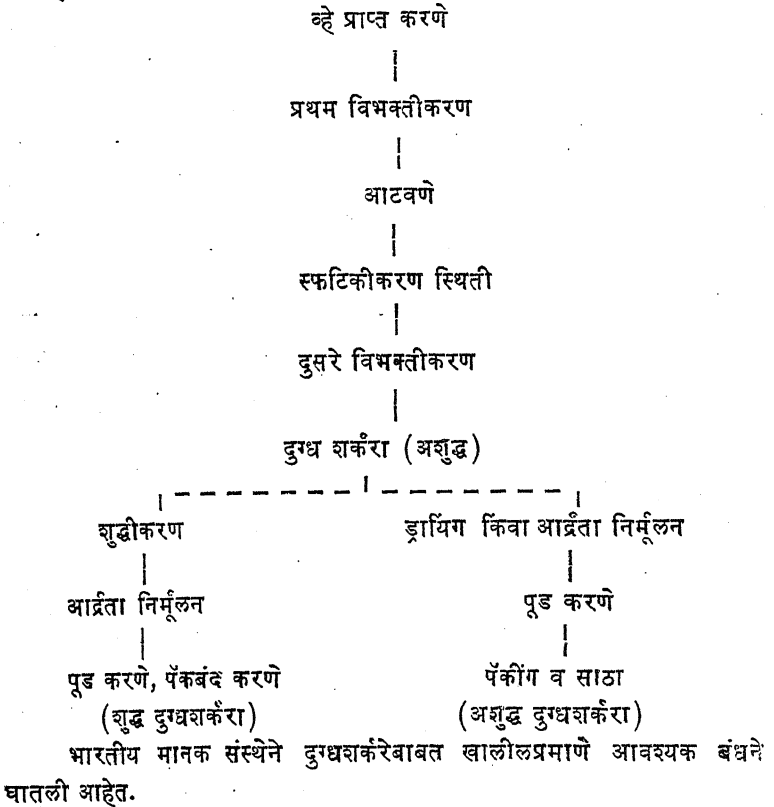 व्हे प्राप्त करणे
प्रथम विभक्तीकरण
आटवणे
स्फटिकीकरण स्थिती
दुसरे विभक्तीकरण
दुग्ध शर्करा (अशुद्ध)
शुद्धीकरण ड्रायिंग किंवा आर्द्रता निर्मूलन
आर्द्रता निर्मूलन पूड करणे
पूड करणे, पॅकबंद करणे पॅकींग व साठा
(शुद्ध दुग्धशर्करा) (अशुद्ध दुग्धशर्करा)
भारतीय मानक संस्थेने दुग्धशर्करेबाबत खालीलप्रमाणे आवश्यक बंधने
घातली आहेत.